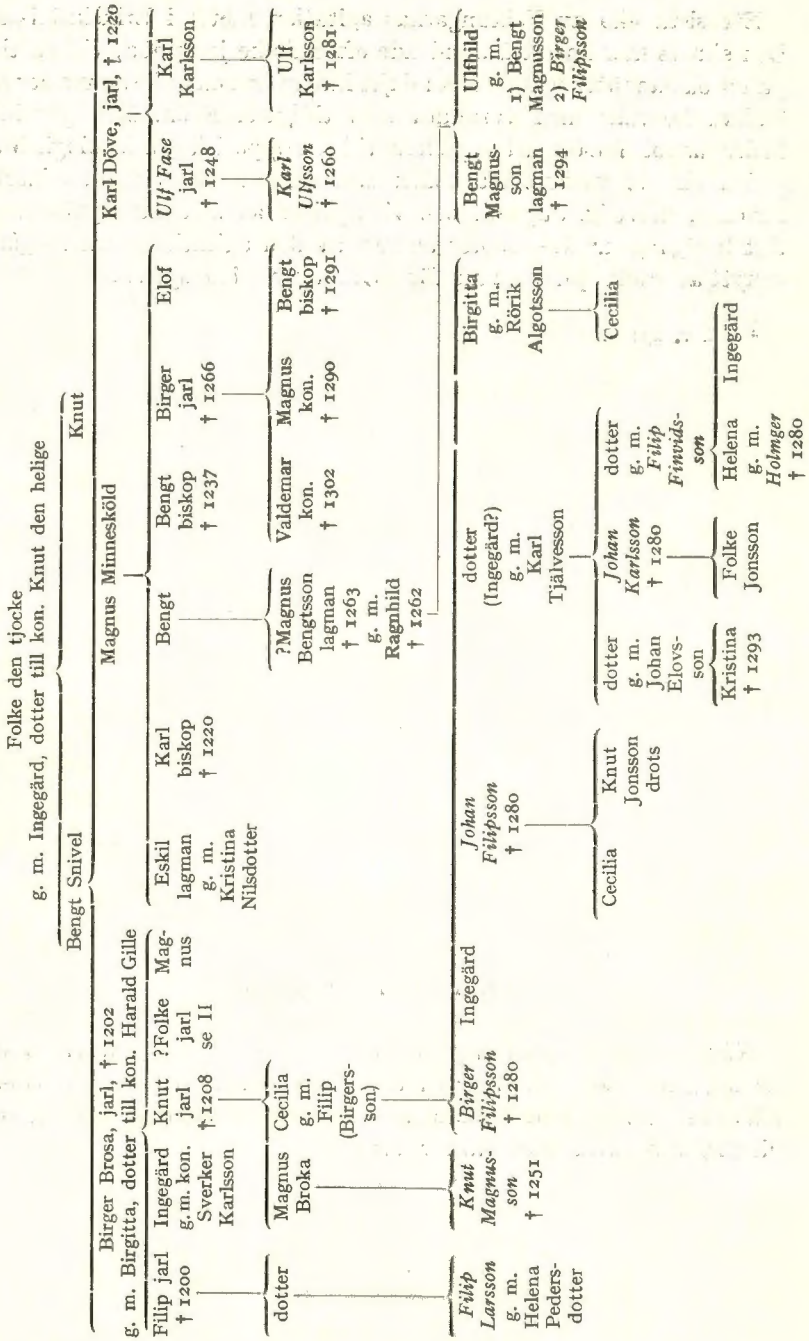 Folke den tjocke
g. m. Ingegärd, dotter till kon. Knut den helige
Bengt Snivel
Knut
Birger Brosa, jarl, † 1202
g. m. Birgitta, dotter till kon. Harald Gille
Magnus Minnesköld
Karl Döve, jarl, † 1220
Filip jarl
† 1200
Ingegärd
g. m. kon.
Sverker
Karlsson
Knut
jarl
† 1208
?Folke
jarl
se II
Mag-
nus
Eskil
lagman
g. m.
Kristina
Nilsdotter
Karl
biskop
† 1220
Bengt
Bengt
biskop
† 1237
Birger
jarl
† 1266
Elof
Ulf Fase
jarl
† 1248
Karl
Karlsson
dotter
Magnus
Broka
Cecilia
g. m.
Filip
(Birgers-
son)
?Magnus
Bengtsson
lagman
† 1263
g. m.
Ragnhild
† 1262
Valdemar
kon.
† 1302
Magnus
kon.
† 1290
Bengt
biskop
† 1291
Karl
Ulfsson
† 1260
Ulf
Karlsson
† 1281
Filip
Larsson
g. m.
Helena
Peders-
dotter
Knut
Magnus-
son
† 1251
Birger
Filipsson
† 1280
Ingegärd
Johan
Filipsson
† 1280
dotter
(Ingegärd?)
g. m.
Karl
Tjälvesson
Birgitta
g. m.
Rörik
Algotsson
Bengt
Magnus-
son
lagman
† 1294
Ulfhild
g. m.
1) Bengt
Magnusson
2) Birger
Filipsson
Cecilia
Knut
Jonsson
drots
dotter
g. m.
Johan
Elovs-
son
Johan
Karlsson
† 1280
dotter
g. m.
Filip
Finvids-
son
Cecilia
Kristina
† 1293
Folke
Jonsson
Helena
g. m.
Holmger
† 1280
Ingegärd